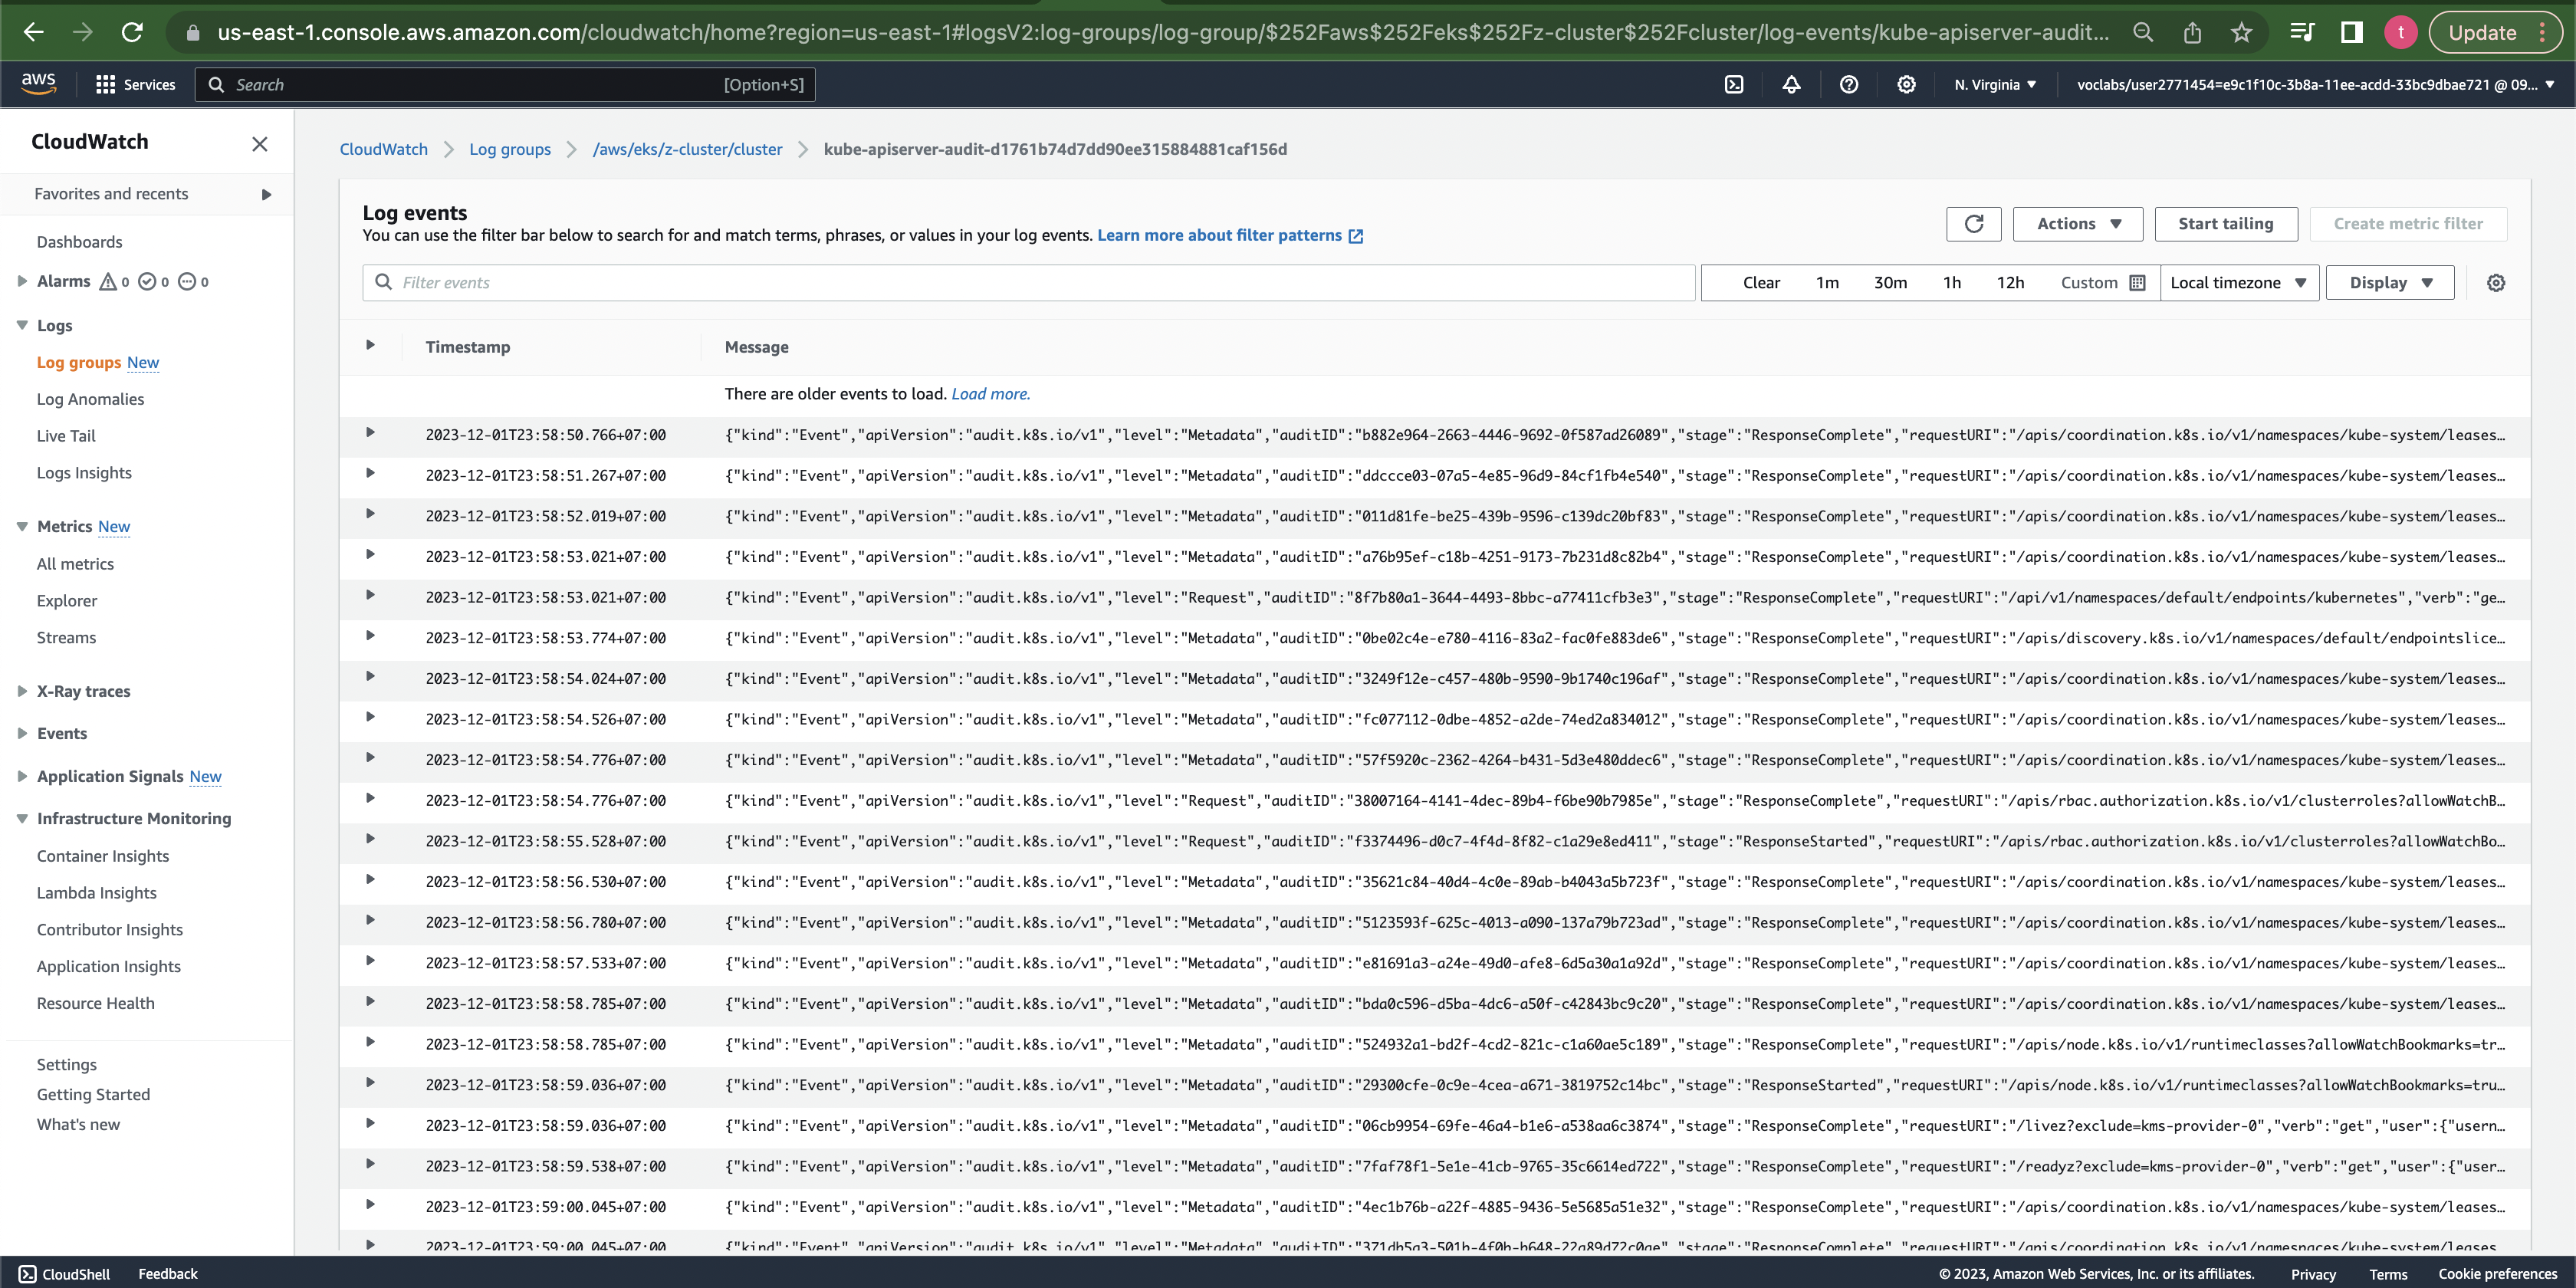 us-east-1.console.aws.amazon.com/cloudwatch/home?region=us-east-1#logsV2:log-groups/log-group/$252Faws$252Feks$252Fz-cluster$252Fcluster/log-events/kube-apiserver-audit...
t
Update
aws
Services
Search
[Option+S]
N. Virginia
voclabs/user2771454=e9c1f10c-3b8a-11ee-acdd-33bc9dbae721 @ 09...
CloudWatch
Favorites and recents
Dashboards
Alarms 0 0 0
Logs
Log groups New
Log Anomalies
Live Tail
Logs Insights
Metrics New
All metrics
Explorer
Streams
X-Ray traces
Events
Application Signals New
Infrastructure Monitoring
Container Insights
Lambda Insights
Contributor Insights
Application Insights
Resource Health
Settings
Getting Started
What's new
CloudWatch
Log groups
/aws/eks/z-cluster/cluster
kube-apiserver-audit-d1761b74d7dd90ee315884881caf156d
Log events
You can use the filter bar below to search for and match terms, phrases, or values in your log events. Learn more about filter patterns
Actions
Start tailing
Create metric filter
Filter events
Clear 1m 30m 1h 12h Custom
Local timezone
Display
Timestamp Message
There are older events to load. Load more.
2023-12-01T23:58:50.766+07:00 {"kind":"Event","apiVersion":"audit.k8s.io/v1","level":"Metadata","auditID":"b882e964-2663-4446-9692-0f587ad26089","stage":"ResponseComplete","requestURI":"/apis/coordination.k8s.io/v1/namespaces/kube-system/leases…
2023-12-01T23:58:51.267+07:00 {"kind":"Event","apiVersion":"audit.k8s.io/v1","level":"Metadata","auditID":"ddccce03-07a5-4e85-96d9-84cf1fb4e540","stage":"ResponseComplete","requestURI":"/apis/coordination.k8s.io/v1/namespaces/kube-system/leases…
2023-12-01T23:58:52.019+07:00 {"kind":"Event","apiVersion":"audit.k8s.io/v1","level":"Metadata","auditID":"011d81fe-be25-439b-9596-c139dc20bf83","stage":"ResponseComplete","requestURI":"/apis/coordination.k8s.io/v1/namespaces/kube-system/leases…
2023-12-01T23:58:53.021+07:00 {"kind":"Event","apiVersion":"audit.k8s.io/v1","level":"Metadata","auditID":"a76b95ef-c18b-4251-9173-7b231d8c82b4","stage":"ResponseComplete","requestURI":"/apis/coordination.k8s.io/v1/namespaces/kube-system/leases…
2023-12-01T23:58:53.021+07:00 {"kind":"Event","apiVersion":"audit.k8s.io/v1","level":"Request","auditID":"8f7b80a1-3644-4493-8bbc-a77411cfb3e3","stage":"ResponseComplete","requestURI":"/api/v1/namespaces/default/endpoints/kubernetes","verb":"ge…
2023-12-01T23:58:53.774+07:00 {"kind":"Event","apiVersion":"audit.k8s.io/v1","level":"Metadata","auditID":"0be02c4e-e780-4116-83a2-fac0fe883de6","stage":"ResponseComplete","requestURI":"/apis/discovery.k8s.io/v1/namespaces/default/endpointslice…
2023-12-01T23:58:54.024+07:00 {"kind":"Event","apiVersion":"audit.k8s.io/v1","level":"Metadata","auditID":"3249f12e-c457-480b-9590-9b1740c196af","stage":"ResponseComplete","requestURI":"/apis/coordination.k8s.io/v1/namespaces/kube-system/leases…
2023-12-01T23:58:54.526+07:00 {"kind":"Event","apiVersion":"audit.k8s.io/v1","level":"Metadata","auditID":"fc077112-0dbe-4852-a2de-74ed2a834012","stage":"ResponseComplete","requestURI":"/apis/coordination.k8s.io/v1/namespaces/kube-system/leases…
2023-12-01T23:58:54.776+07:00 {"kind":"Event","apiVersion":"audit.k8s.io/v1","level":"Metadata","auditID":"57f5920c-2362-4264-b431-5d3e480ddec6","stage":"ResponseComplete","requestURI":"/apis/coordination.k8s.io/v1/namespaces/kube-system/leases…
2023-12-01T23:58:54.776+07:00 {"kind":"Event","apiVersion":"audit.k8s.io/v1","level":"Request","auditID":"38007164-4141-4dec-89b4-f6be90b7985e","stage":"ResponseComplete","requestURI":"/apis/rbac.authorization.k8s.io/v1/clusterroles?allowWatchB…
2023-12-01T23:58:55.528+07:00 {"kind":"Event","apiVersion":"audit.k8s.io/v1","level":"Request","auditID":"f3374496-d0c7-4f4d-8f82-c1a29e8ed411","stage":"ResponseStarted","requestURI":"/apis/rbac.authorization.k8s.io/v1/clusterroles?allowWatchBo…
2023-12-01T23:58:56.530+07:00 {"kind":"Event","apiVersion":"audit.k8s.io/v1","level":"Metadata","auditID":"35621c84-40d4-4c0e-89ab-b4043a5b723f","stage":"ResponseComplete","requestURI":"/apis/coordination.k8s.io/v1/namespaces/kube-system/leases…
2023-12-01T23:58:56.780+07:00 {"kind":"Event","apiVersion":"audit.k8s.io/v1","level":"Metadata","auditID":"5123593f-625c-4013-a090-137a79b723ad","stage":"ResponseComplete","requestURI":"/apis/coordination.k8s.io/v1/namespaces/kube-system/leases…
2023-12-01T23:58:57.533+07:00 {"kind":"Event","apiVersion":"audit.k8s.io/v1","level":"Metadata","auditID":"e81691a3-a24e-49d0-afe8-6d5a30a1a92d","stage":"ResponseComplete","requestURI":"/apis/coordination.k8s.io/v1/namespaces/kube-system/leases…
2023-12-01T23:58:58.785+07:00 {"kind":"Event","apiVersion":"audit.k8s.io/v1","level":"Metadata","auditID":"bda0c596-d5ba-4dc6-a50f-c42843bc9c20","stage":"ResponseComplete","requestURI":"/apis/coordination.k8s.io/v1/namespaces/kube-system/leases…
2023-12-01T23:58:58.785+07:00 {"kind":"Event","apiVersion":"audit.k8s.io/v1","level":"Metadata","auditID":"524932a1-bd2f-4cd2-821c-c1a60ae5c189","stage":"ResponseComplete","requestURI":"/apis/node.k8s.io/v1/runtimeclasses?allowWatchBookmarks=tr…
2023-12-01T23:58:59.036+07:00 {"kind":"Event","apiVersion":"audit.k8s.io/v1","level":"Metadata","auditID":"29300cfe-0c9e-4cea-a671-3819752c14bc","stage":"ResponseStarted","requestURI":"/apis/node.k8s.io/v1/runtimeclasses?allowWatchBookmarks=tru…
2023-12-01T23:58:59.036+07:00 {"kind":"Event","apiVersion":"audit.k8s.io/v1","level":"Metadata","auditID":"06cb9954-69fe-46a4-b1e6-a538aa6c3874","stage":"ResponseComplete","requestURI":"/livez?exclude=kms-provider-0","verb":"get","user":{"usern…
2023-12-01T23:58:59.538+07:00 {"kind":"Event","apiVersion":"audit.k8s.io/v1","level":"Metadata","auditID":"7faf78f1-5e1e-41cb-9765-35c6614ed722","stage":"ResponseComplete","requestURI":"/readyz?exclude=kms-provider-0","verb":"get","user":{"user…
2023-12-01T23:59:00.045+07:00 {"kind":"Event","apiVersion":"audit.k8s.io/v1","level":"Metadata","auditID":"4ec1b76b-a22f-4885-9436-5e5685a51e32","stage":"ResponseComplete","requestURI":"/apis/coordination.k8s.io/v1/namespaces/kube-system/leases…
2023-12-01T23:59:00.045+07:00 {"kind":"Event","apiVersion":"audit.k8s.io/v1","level":"Metadata","auditID":"371db5a3-501b-4f0b-b648-22a89d72c0ae","stage":"ResponseComplete","requestURI":"/apis/coordination.k8s.io/v1/namespaces/kube-system/leases
CloudShell
Feedback
© 2023, Amazon Web Services, Inc. or its affiliates.
Privacy
Terms
Cookie preferences